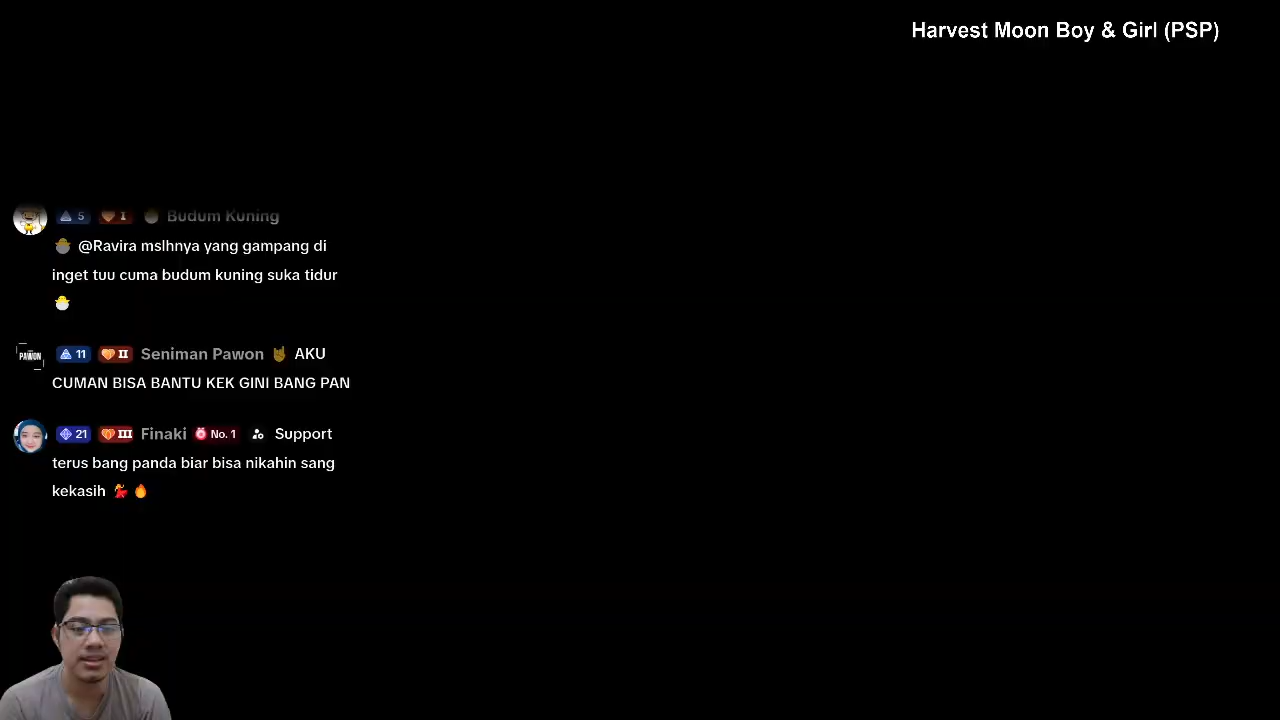 Harvest Moon Boy & Girl (PSP)
5 I Budum Kuning
@Ravira mslhnya yang gampang di
inget tuu cuma budum kuning suka tidur
PAWON 11 II Seniman Pawon AKU
CUMAN BISA BANTU KEK GINI BANG PAN
21 III Finaki No. 1 Support
terus bang panda biar bisa nikahin sang
kekasih